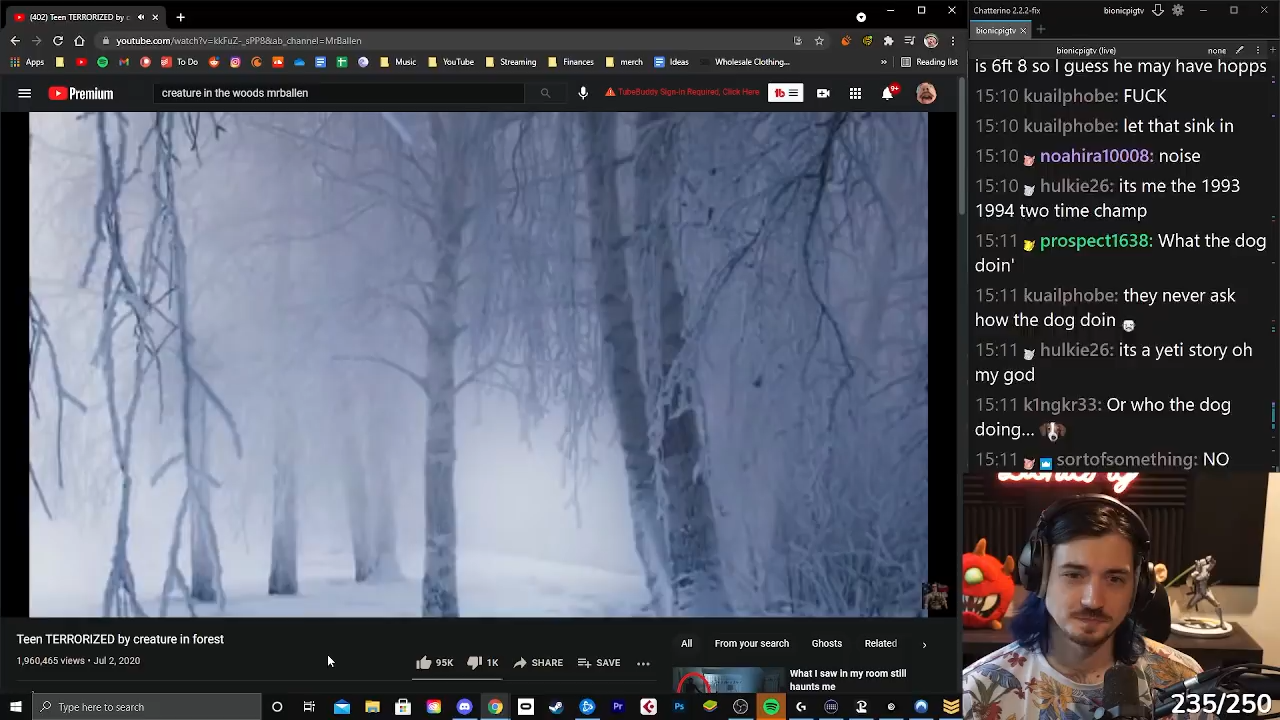 (402) Teen TERRORIZED by c
Chatterino 2.2.2-fix
bionicpigtv
youtube.com/watch?v=kkFuZ-_sPP8&ab_channel=MrBallen
bionicpigtv
bionicpigtv (live)
none
Apps
To Do
Music
YouTube
Streaming
Finances
merch
Ideas
Wholesale Clothing...
»
Reading list
Premium
creature in the woods mrballen
TubeBuddy Sign-In Required, Click Here
tb
9+
is 6ft 8 so I guess he may have hopps
15:10 kuailphobe: FUCK
15:10 kuailphobe: let that sink in
15:10 noahira10008: noise
15:10 hulkie26: its me the 1993
1994 two time champ
15:11 prospect1638: What the dog
doin'
15:11 kuailphobe: they never ask
how the dog doin
15:11 hulkie26: its a yeti story oh
my god
15:11 k1ngkr33: Or who the dog
doing...
15:11 sortofsomething: NO
Teen TERRORIZED by creature in forest
1,960,465 views • Jul 2, 2020
95K
1K
SHARE
SAVE
All
From your search
Ghosts
Related
What I saw in my room still
haunts me
Type here to search
Pr
Ps
235/250